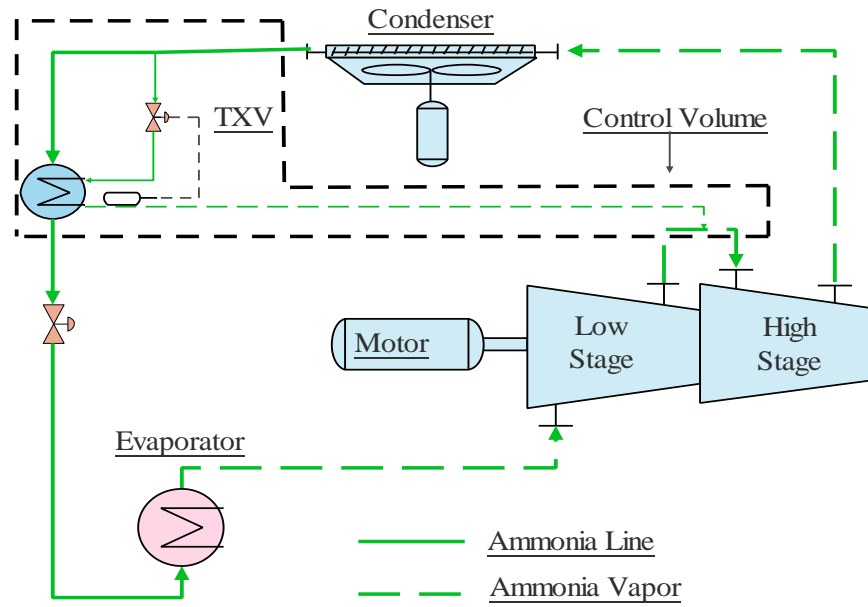 Condenser
TXV
Control Volume
Motor
Low
Stage
High
Stage
Evaporator
Ammonia Line
Ammonia Vapor